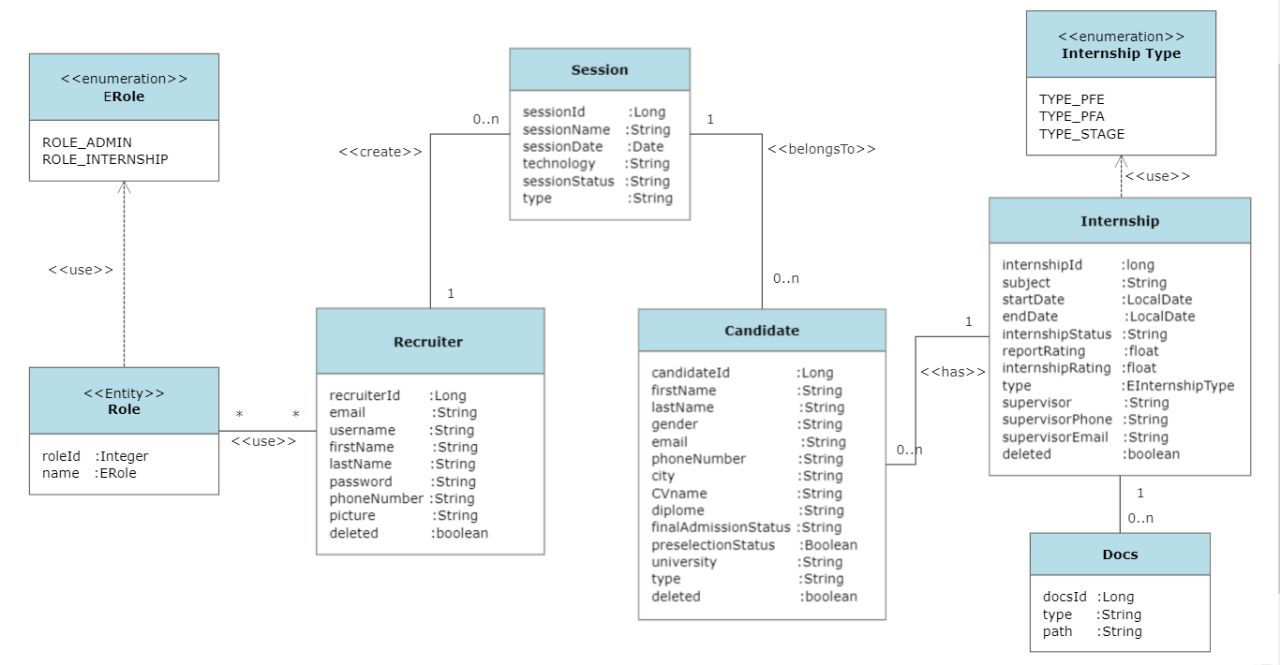 <<enumeration>>
ERole
ROLE_ADMIN
ROLE_INTERNSHIP
<<use>>
<<Entity>>
Role
roleId :Integer
name :ERole
* *
<<use>>
Recruiter
recruiterId :Long
email :String
username :String
firstName :String
lastName :String
password :String
phoneNumber :String
picture :String
deleted :boolean
1
<<create>>
0..n
Session
sessionId :Long
sessionName :String
sessionDate :Date
technology :String
sessionStatus :String
type :String
1
<<belongsTo>>
0..n
Candidate
candidateId :Long
firstName :String
lastName :String
gender :String
email :String
phoneNumber :String
city :String
CVname :String
diplome :String
finalAdmissionStatus :String
preselectionStatus :Boolean
university :String
type :String
deleted :boolean
0..n
<<has>>
1
<<enumeration>>
Internship Type
TYPE_PFE
TYPE_PFA
TYPE_STAGE
<<use>>
Internship
internshipId :long
subject :String
startDate :LocalDate
endDate :LocalDate
internshipStatus :String
reportRating :float
internshipRating :float
type :EInternshipType
supervisor :String
supervisorPhone :String
supervisorEmail :String
deleted :boolean
1
0..n
Docs
docsId :Long
type :String
path :String